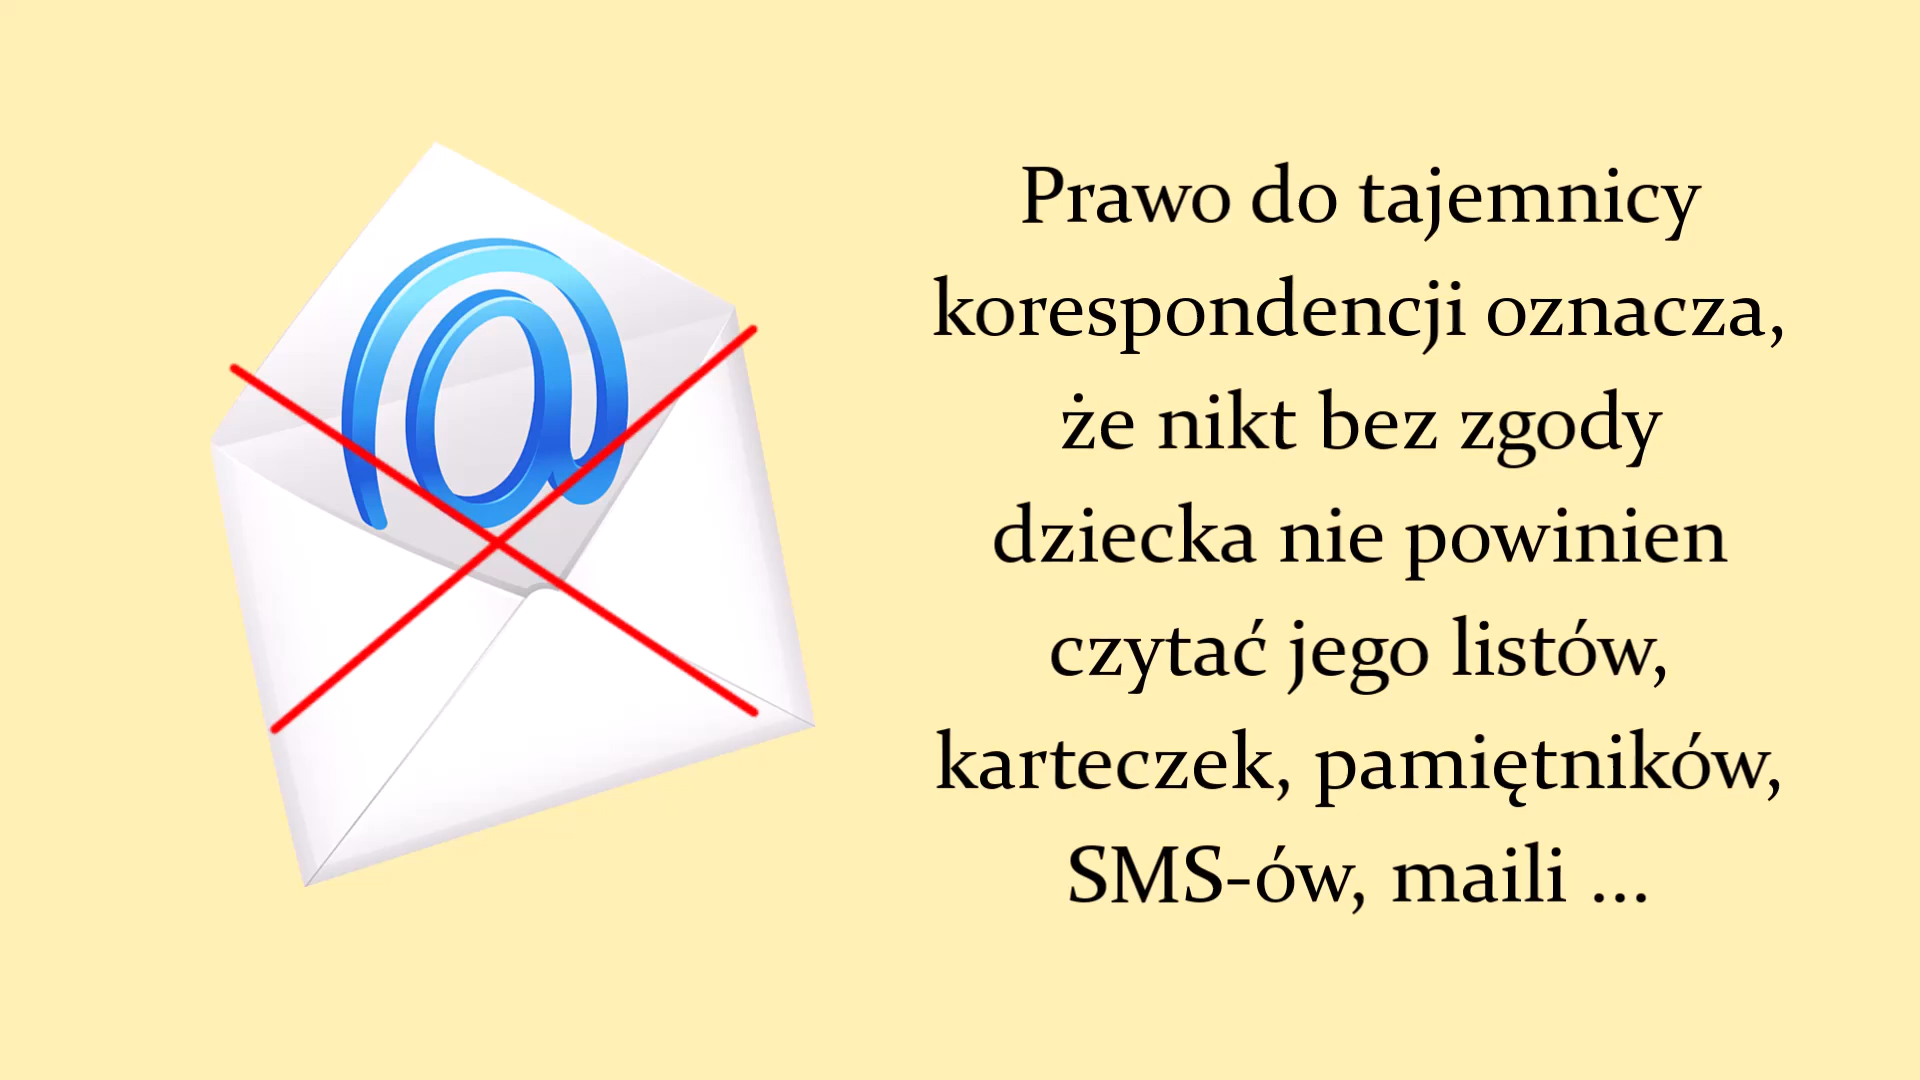 Prawo do tajemnicy
korespondencji oznacza,
że nikt bez zgody
dziecka nie powinien
czytać jego listów,
karteczek, pamiętników,
SMS-ów, maili ...